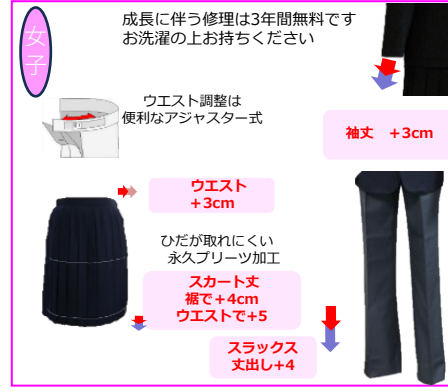 女子
成長に伴う修理は3年間無料です
お洗濯の上お持ちください
ウエスト調整は
便利なアジャスター式
袖丈 +3cm
ウエスト
+3cm
ひだが取れにくい
永久プリーツ加工
スカート丈
裾で+4cm
ウエストで+5
スラックス
丈出し+4